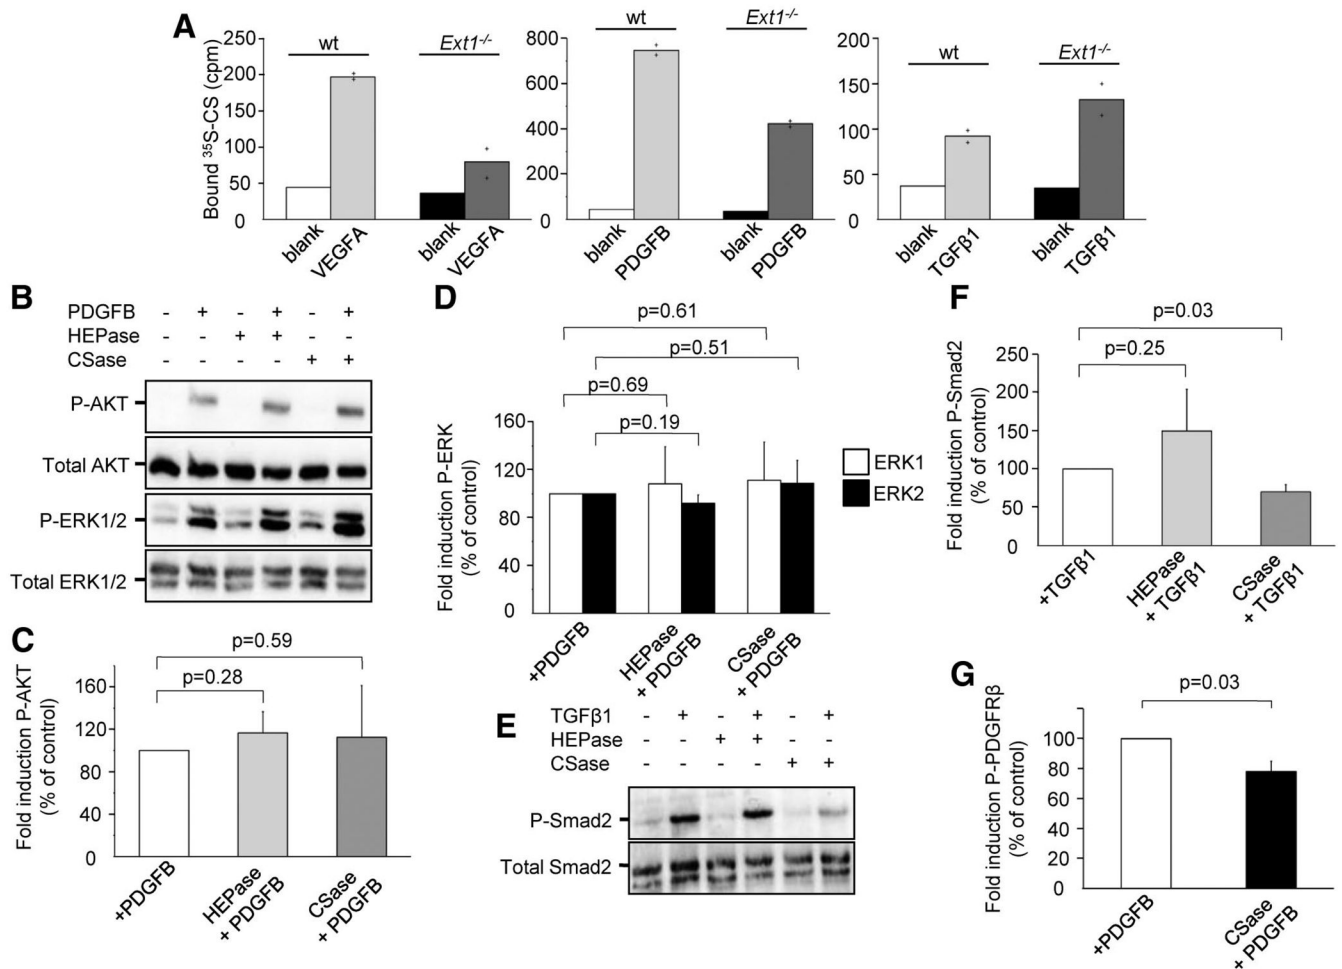 A
Bound ³⁵S-CS (cpm)
250
200
150
100
50
0
wt
Ext1⁻/⁻
blank
VEGFA
blank
VEGFA
800
600
400
200
0
wt
Ext1⁻/⁻
blank
PDGFB
blank
PDGFB
200
150
100
50
0
wt
Ext1⁻/⁻
blank
TGFβ1
blank
TGFβ1
B
PDGFB - + - + - +
HEPase - - + + - -
CSase - - - - + +
P-AKT
Total AKT
P-ERK1/2
Total ERK1/2
C
p=0.59
p=0.28
Fold induction P-AKT
(% of control)
160
120
80
40
0
+PDGFB
HEPase
+ PDGFB
CSase
+ PDGFB
D
p=0.61
p=0.51
p=0.69
p=0.19
Fold induction P-ERK
(% of control)
160
120
80
40
0
ERK1
ERK2
+PDGFB
HEPase
+ PDGFB
CSase
+ PDGFB
E
TGFβ1 - + - + - +
HEPase - - + + - -
CSase - - - - + +
P-Smad2
Total Smad2
F
p=0.03
p=0.25
Fold induction P-Smad2
(% of control)
250
200
150
100
50
0
+TGFβ1
HEPase
+ TGFβ1
CSase
+ TGFβ1
G
p=0.03
Fold induction P-PDGFRβ
(% of control)
100
80
60
40
20
0
+PDGFB
CSase
+ PDGFB